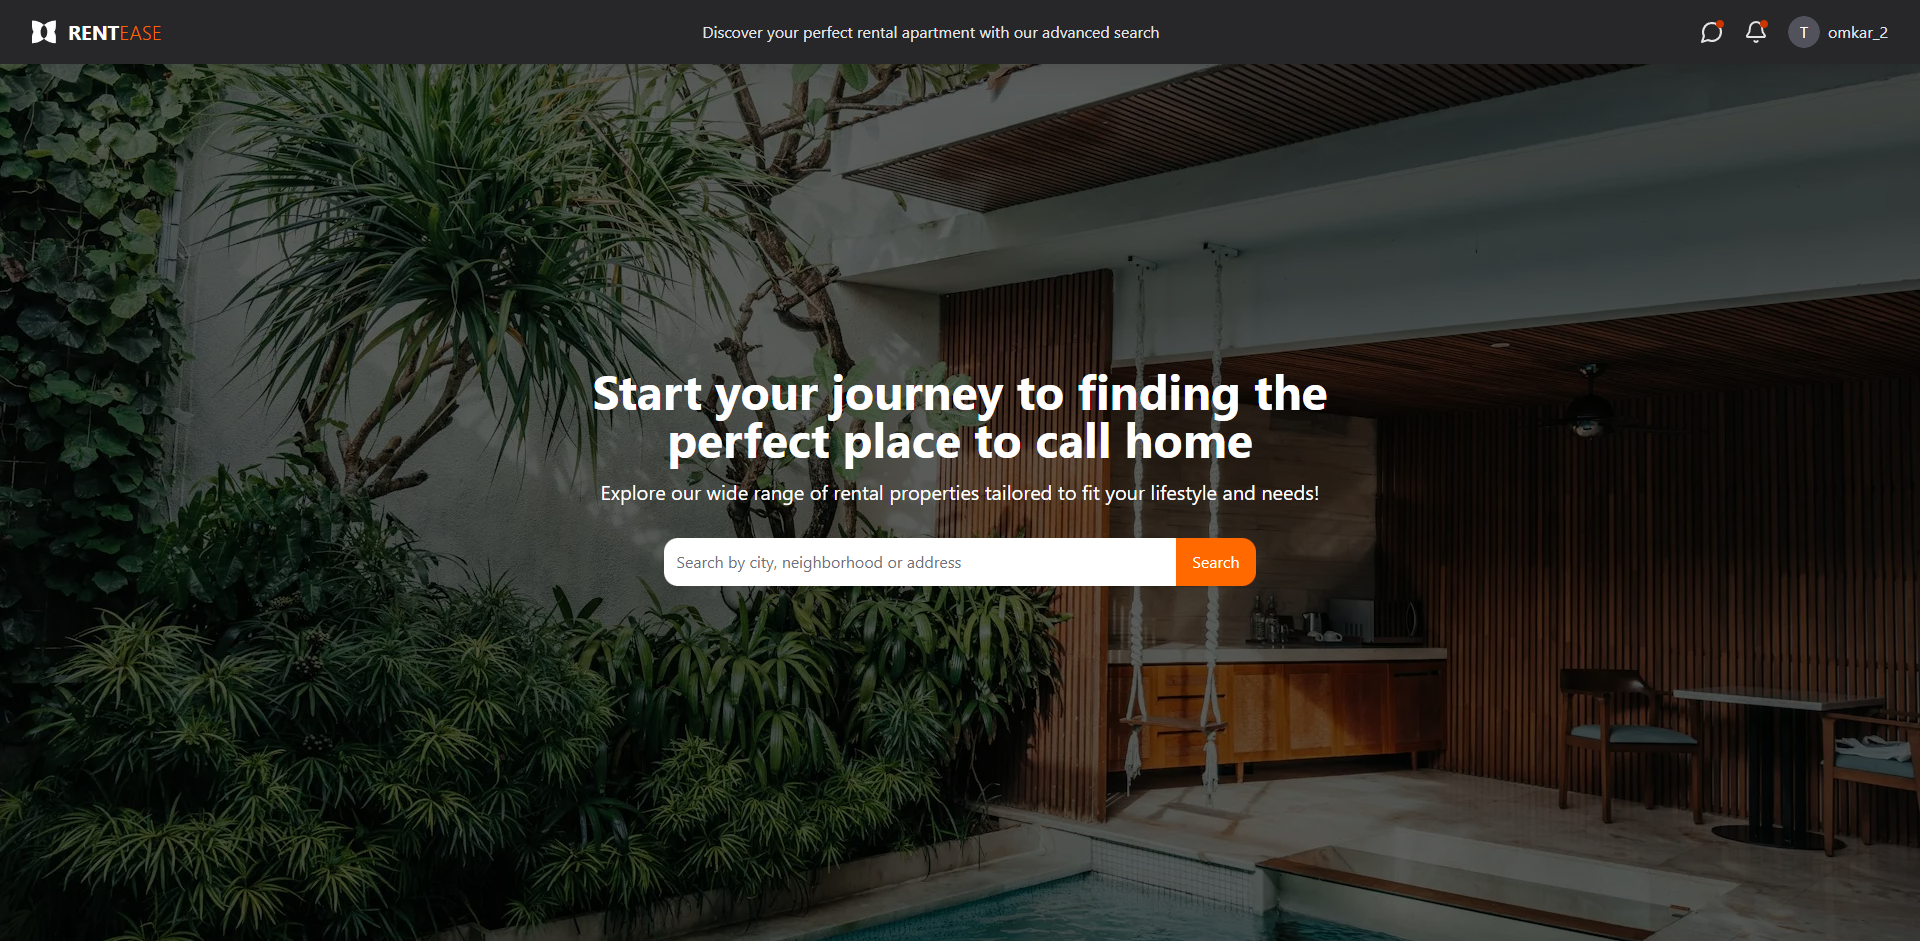 RENTEASE
Discover your perfect rental apartment with our advanced search
T
omkar_2
Start your journey to finding the
perfect place to call home
Explore our wide range of rental properties tailored to fit your lifestyle and needs!
Search by city, neighborhood or address
Search